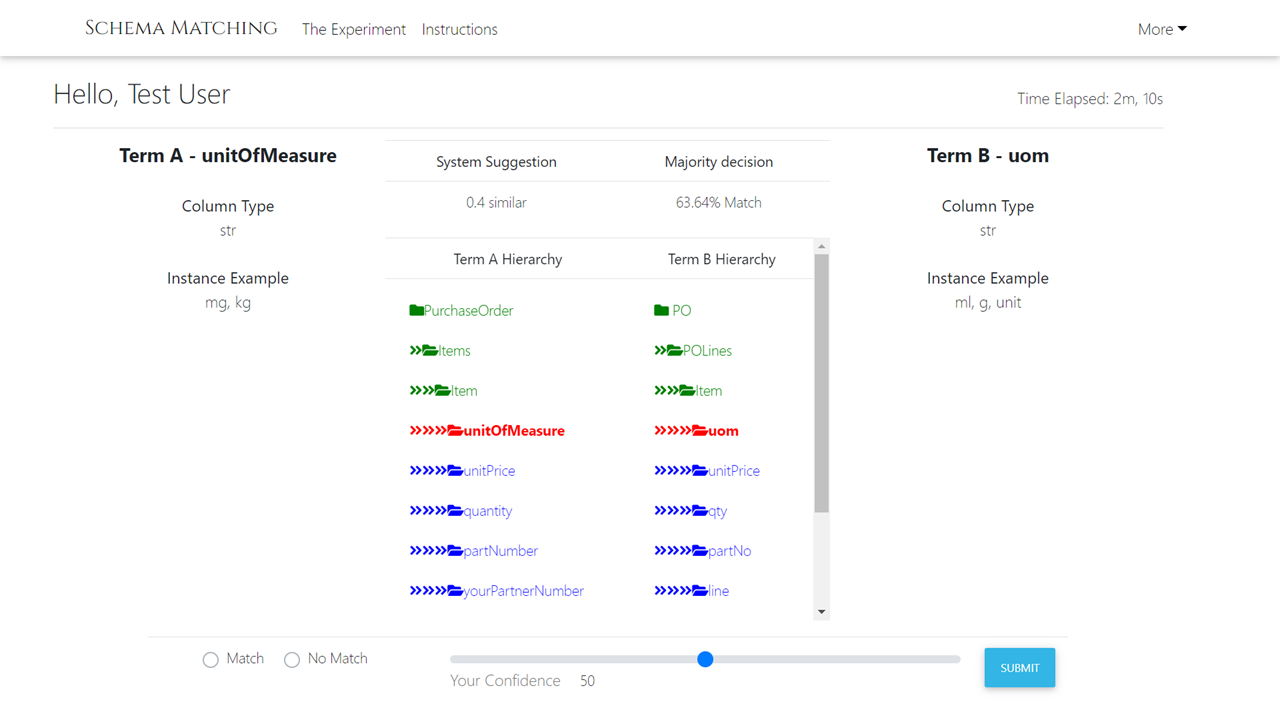 Schema Matching The Experiment Instructions More
Hello, Test User
Time Elapsed: 2m, 10s
Term A - unitOfMeasure
Column Type
str
Instance Example
mg, kg
System Suggestion Majority decision
0.4 similar 63.64% Match
Term A Hierarchy Term B Hierarchy
PurchaseOrder PO
Items POLines
Item Item
unitOfMeasure uom
unitPrice unitPrice
quantity qty
partNumber partNo
yourPartnerNumber line
Term B - uom
Column Type
str
Instance Example
ml, g, unit
Match No Match
Your Confidence 50
SUBMIT